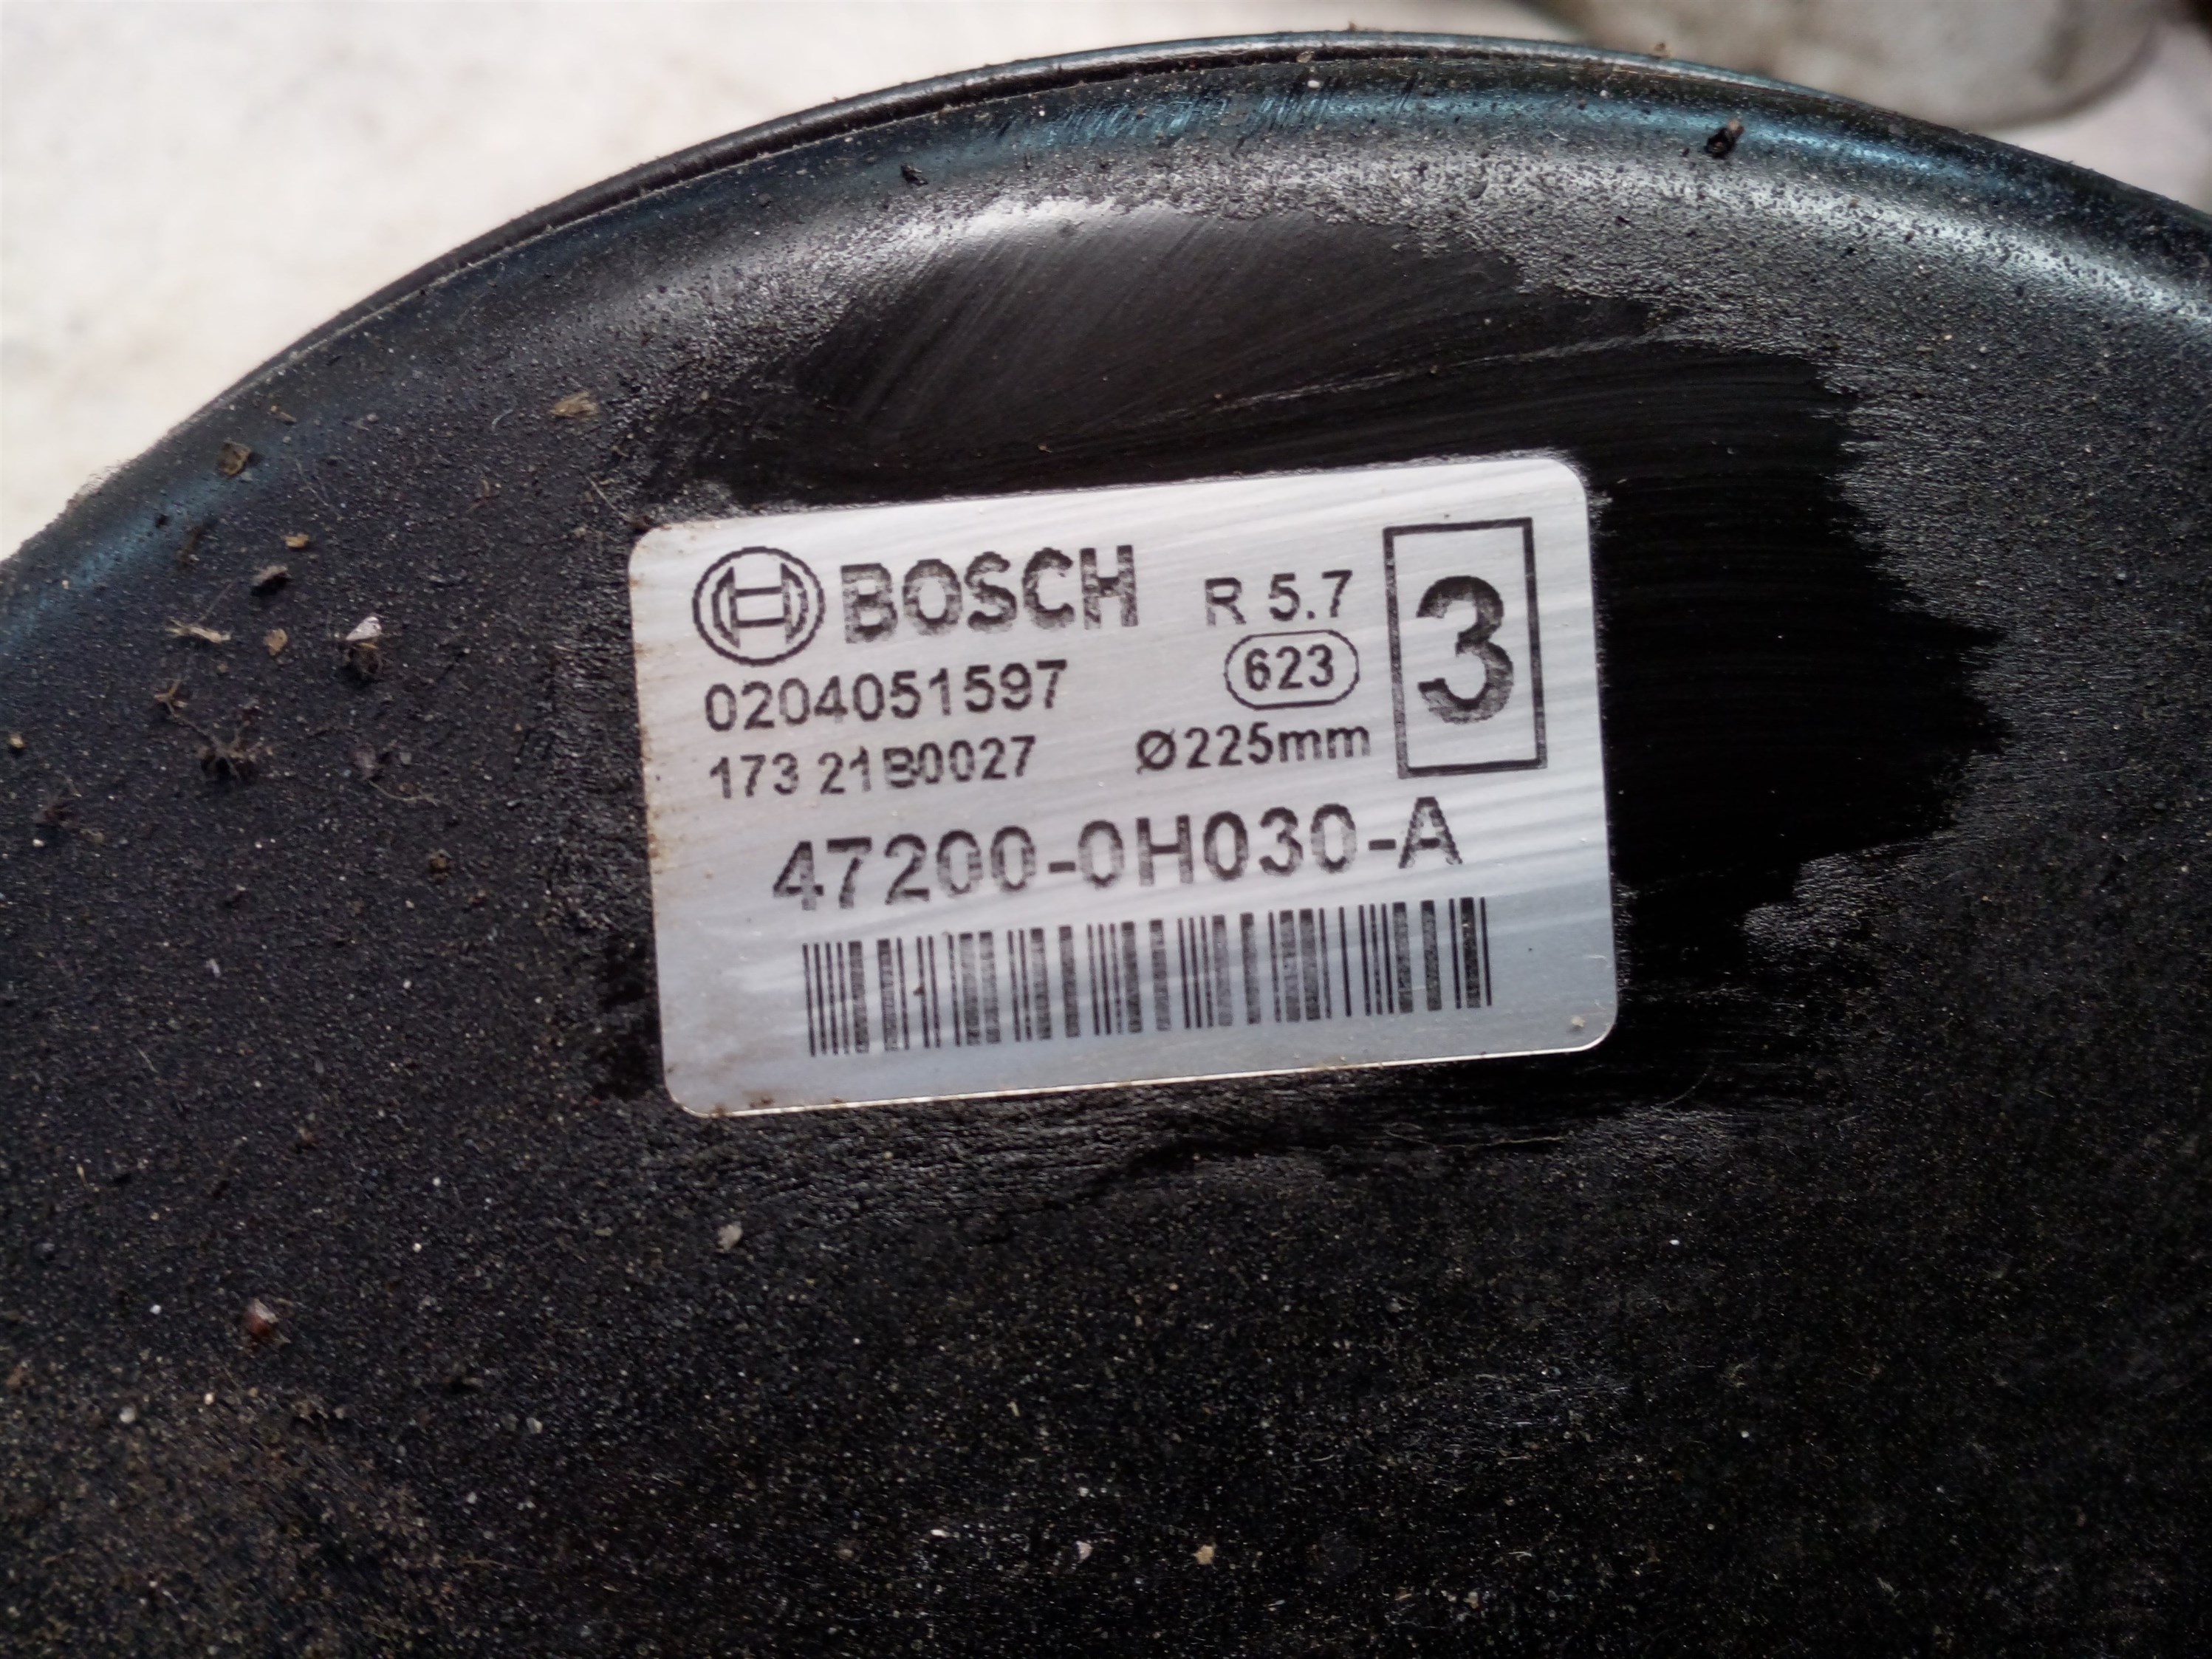 BOSCH R 5.7 3
0204051597 623
173 21B0027 Ø225mm
47200-0H030-A